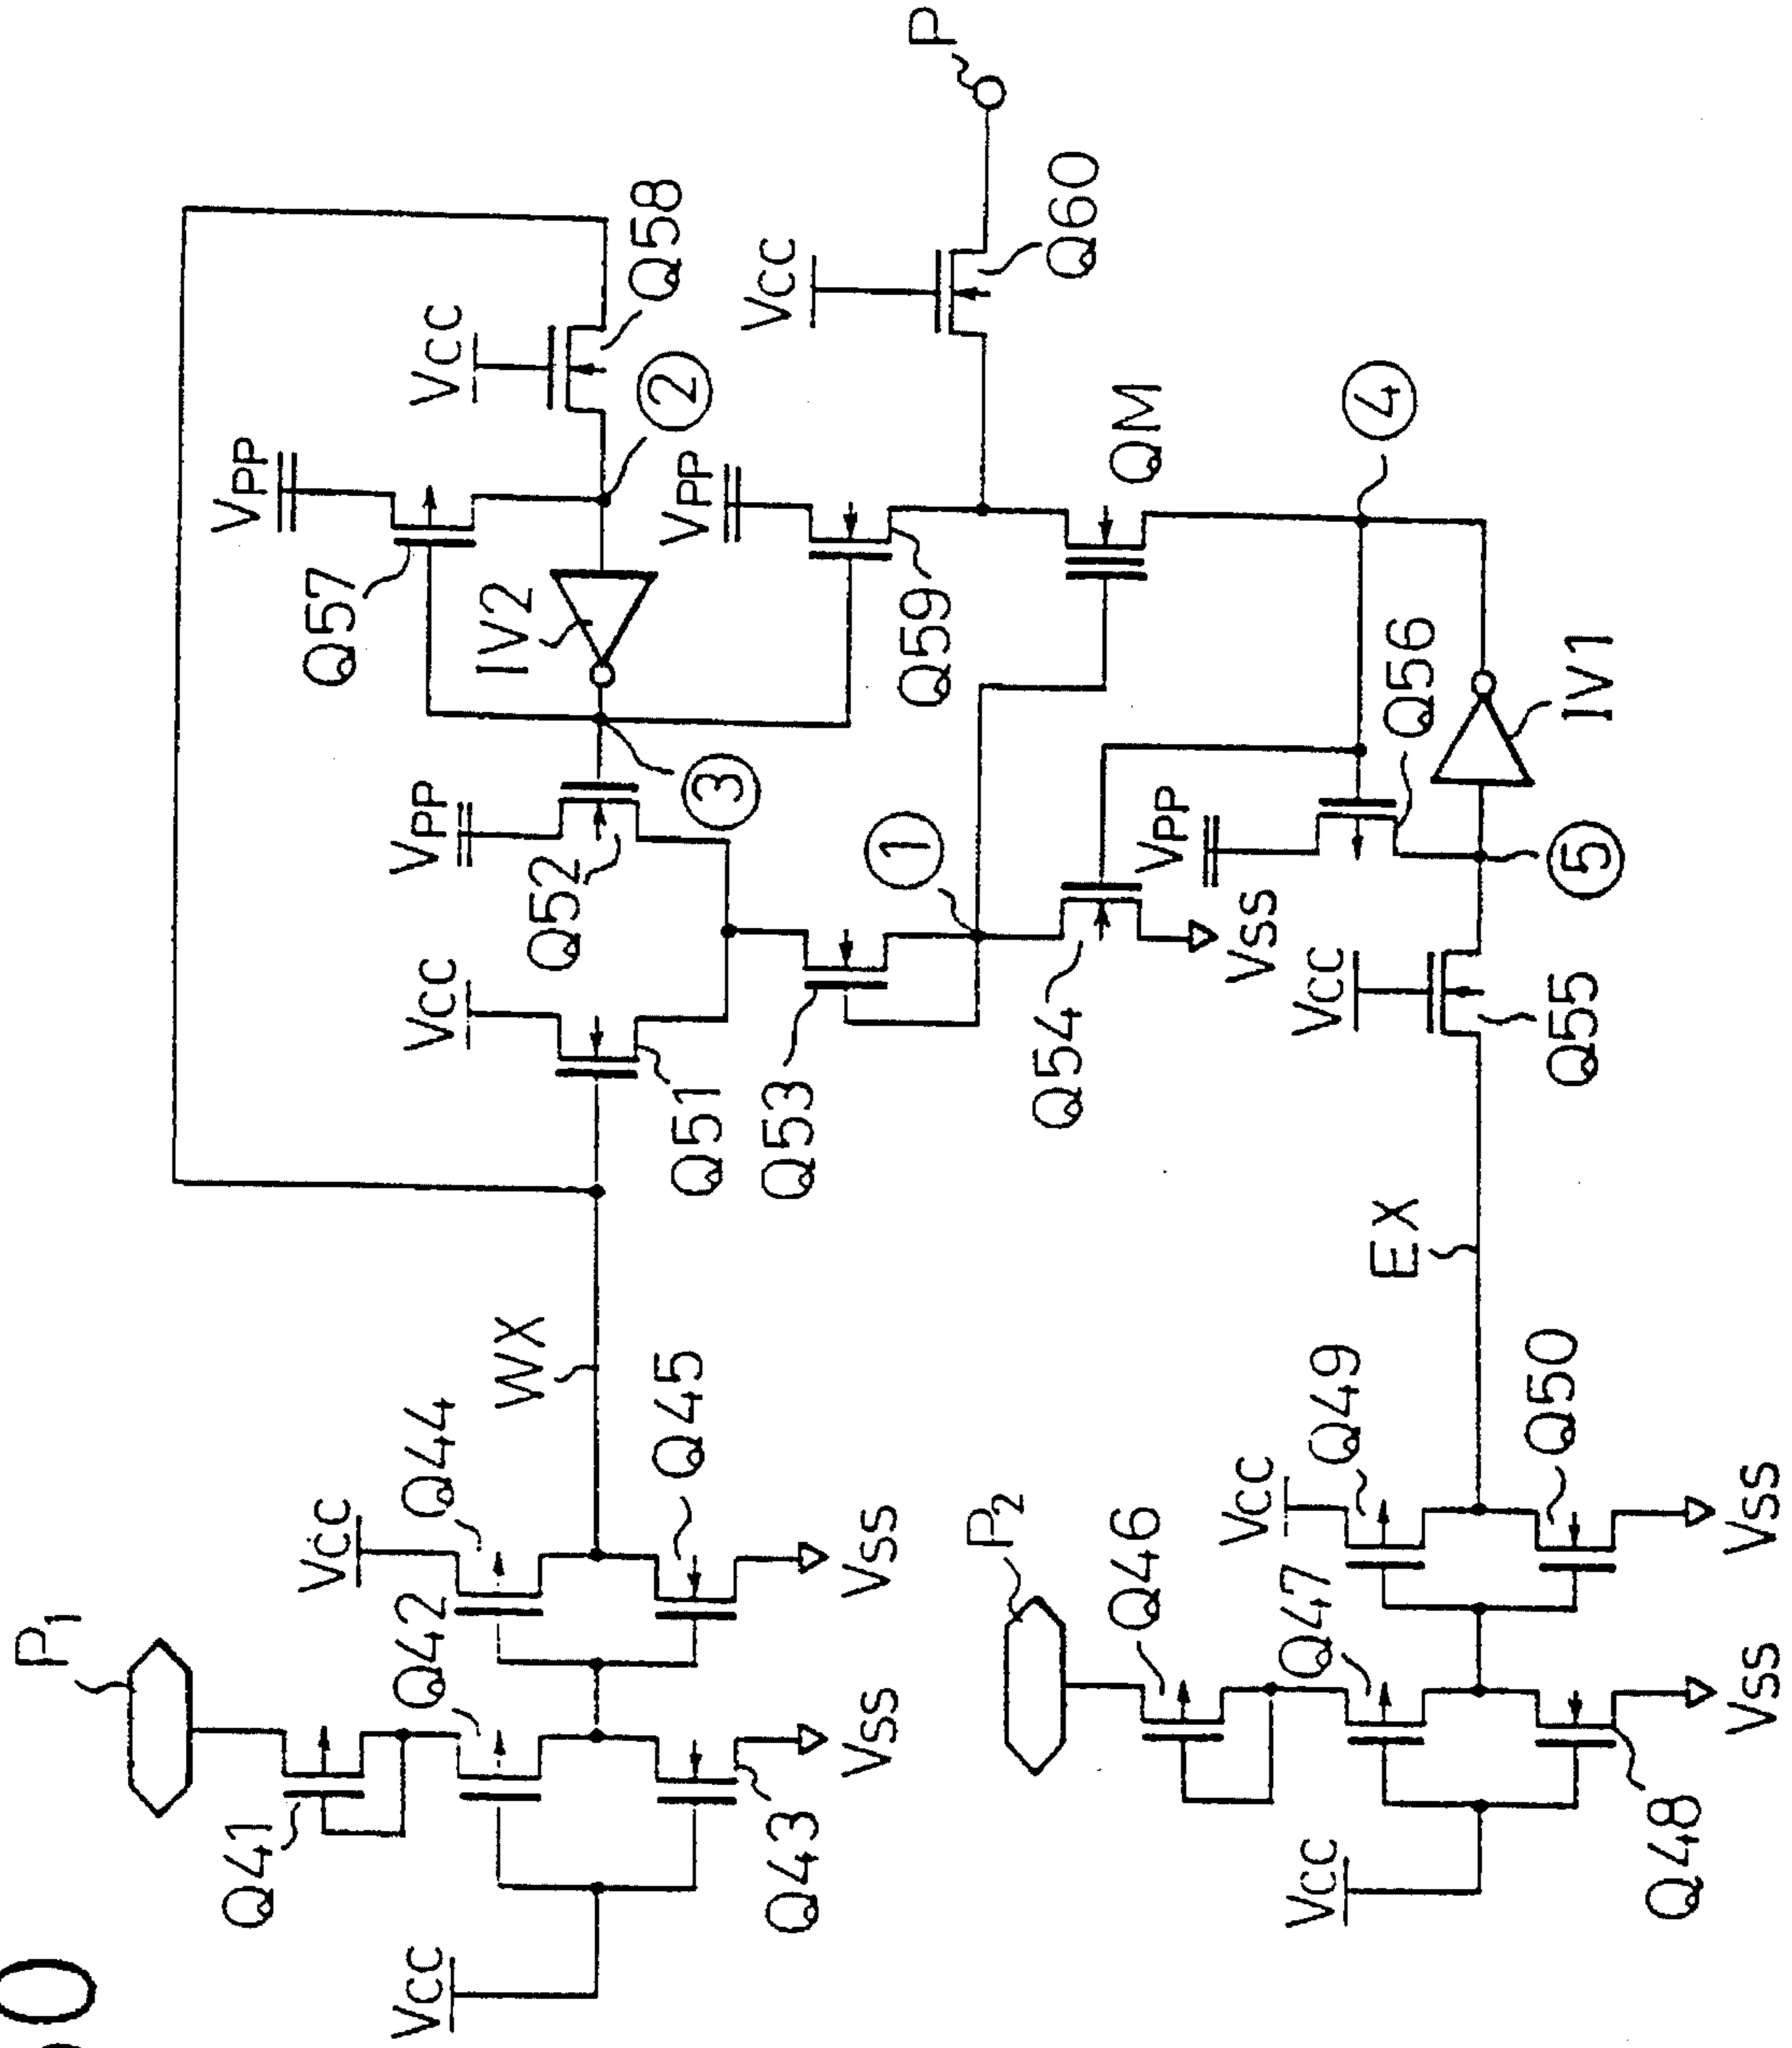 P1
Q41
VCC
Q42
Q43
VSS
VCC
Q44
Q45
VSS
WX
VCC
Q51
VPP
Q52
3
Q57
VPP
IV2
VCC
Q58
2
VPP
Q59
VCC
Q60
P
Q53
1
Q54
VSS
QM
4
VPP
Q56
5
IV1
VCC
Q55
EX
P2
Q46
VCC
Q47
Q48
VSS
VCC
Q49
Q50
VSS